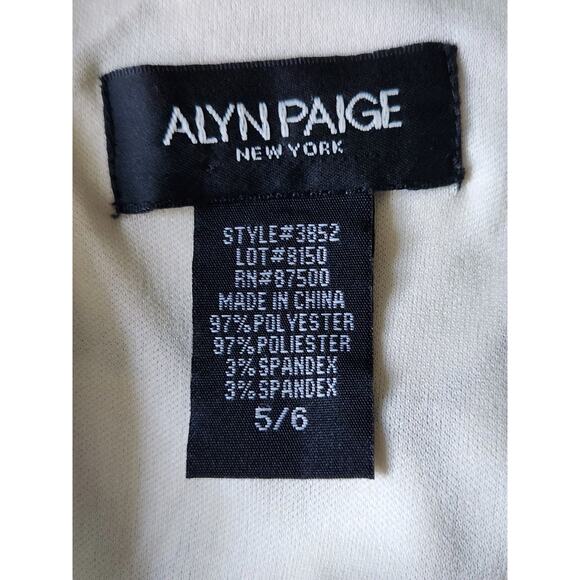 ALYN PAIGE
NEW YORK
STYLE#3852
LOT#8150
RN#87500
MADE IN CHINA
97% POLYESTER
97% POLIESTER
3% SPANDEX
3% SPANDEX
5/6